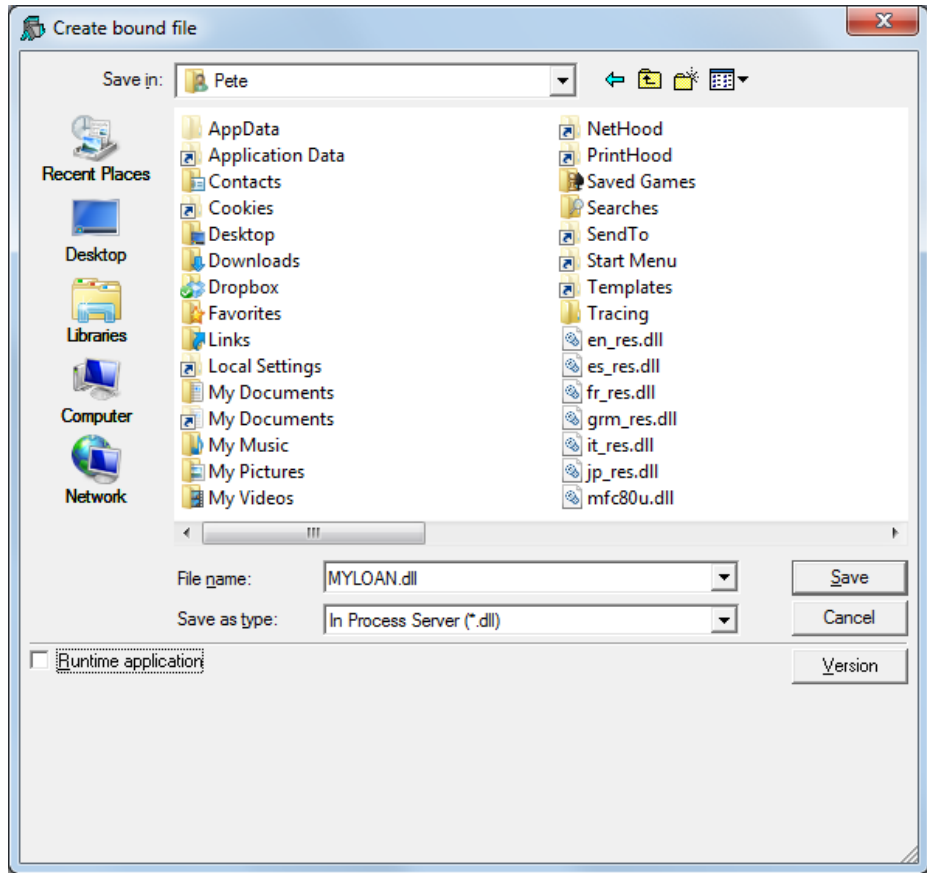 Create bound file
Save in:
Pete
Recent Places
Desktop
Libraries
Computer
Network
AppData
Application Data
Contacts
Cookies
Desktop
Downloads
Dropbox
Favorites
Links
Local Settings
My Documents
My Documents
My Music
My Pictures
My Videos
NetHood
PrintHood
Saved Games
Searches
SendTo
Start Menu
Templates
Tracing
en_res.dll
es_res.dll
fr_res.dll
grm_res.dll
it_res.dll
jp_res.dll
mfc80u.dll
File name:
MYLOAN.dll
Save
Save as type:
In Process Server (*.dll)
Cancel
Runtime application
Version